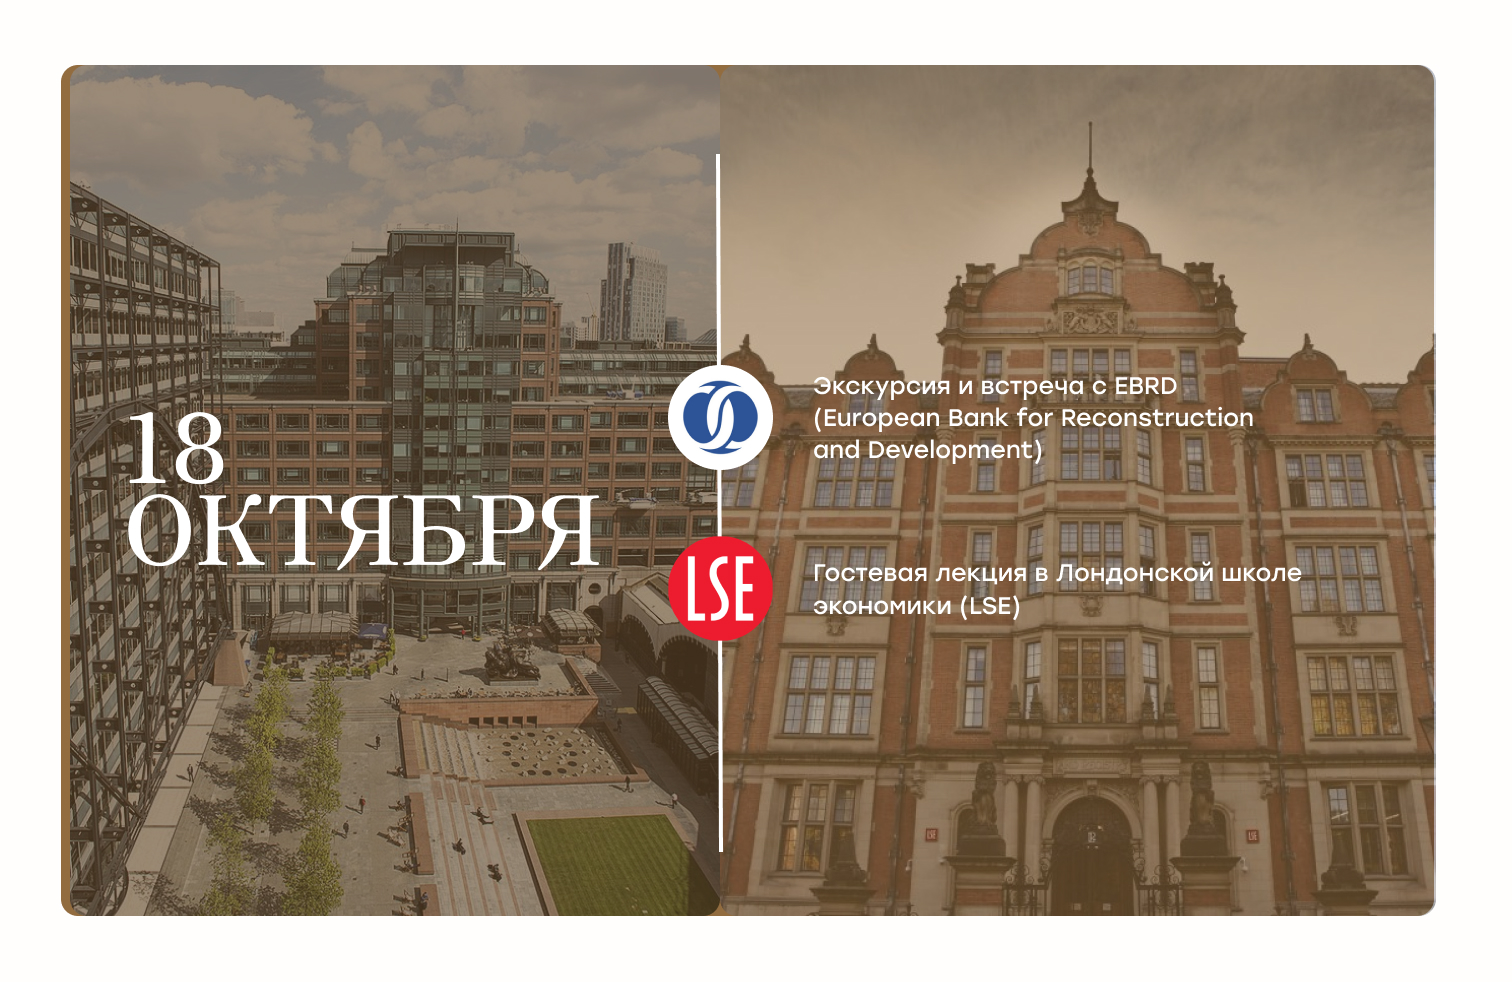 18
ОКТЯБРЯ
Экскурсия и встреча с EBRD
(European Bank for Reconstruction
and Development)
LSE
Гостевая лекция в Лондонской школе
экономики (LSE)